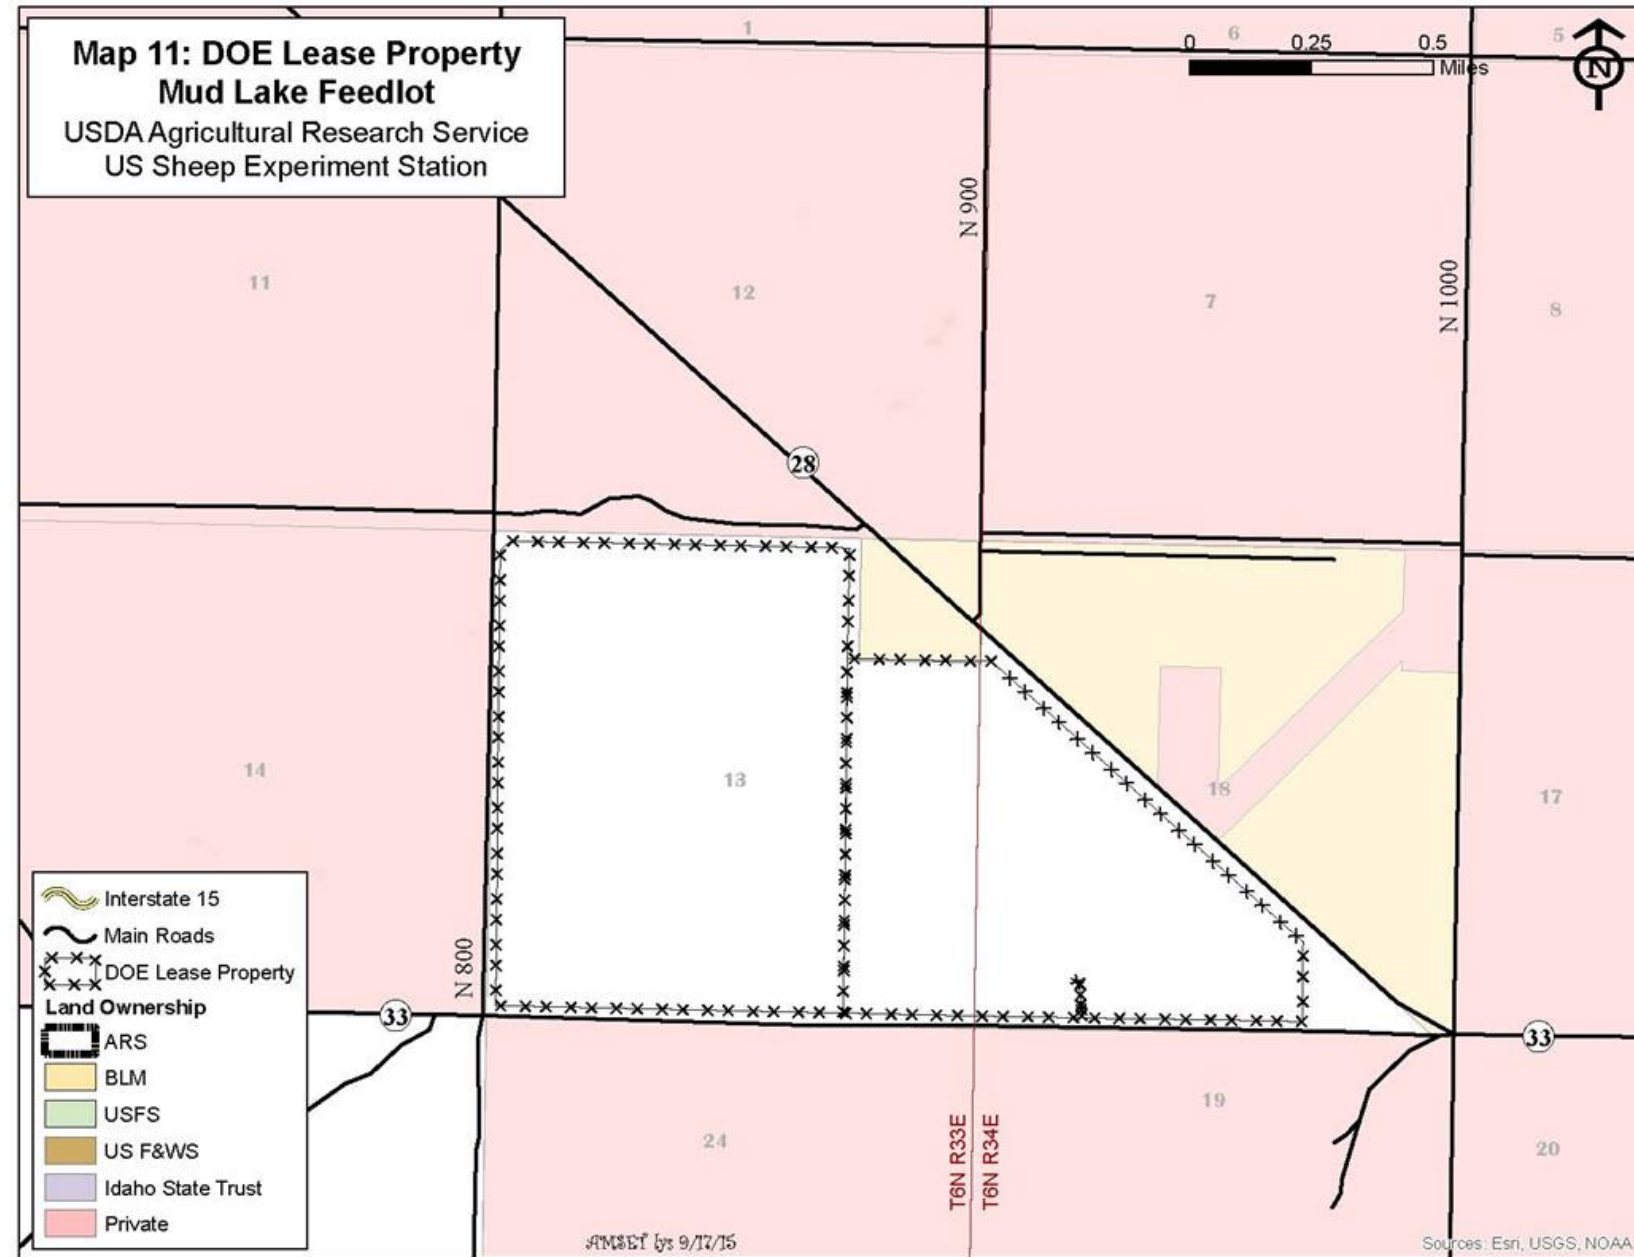 Map 11: DOE Lease Property
Mud Lake Feedlot
USDA Agricultural Research Service
US Sheep Experiment Station
1
6
5
0 0.25 0.5
Miles
N
N 900
N 1000
11
12
7
8
28
14
13
18
17
N 800
33
33
Interstate 15
Main Roads
DOE Lease Property
Land Ownership
ARS
BLM
USFS
US F&WS
Idaho State Trust
Private
24
T6N R33E
T6N R34E
19
20
AMSET lys 9/17/15
Sources: Esri, USGS, NOAA